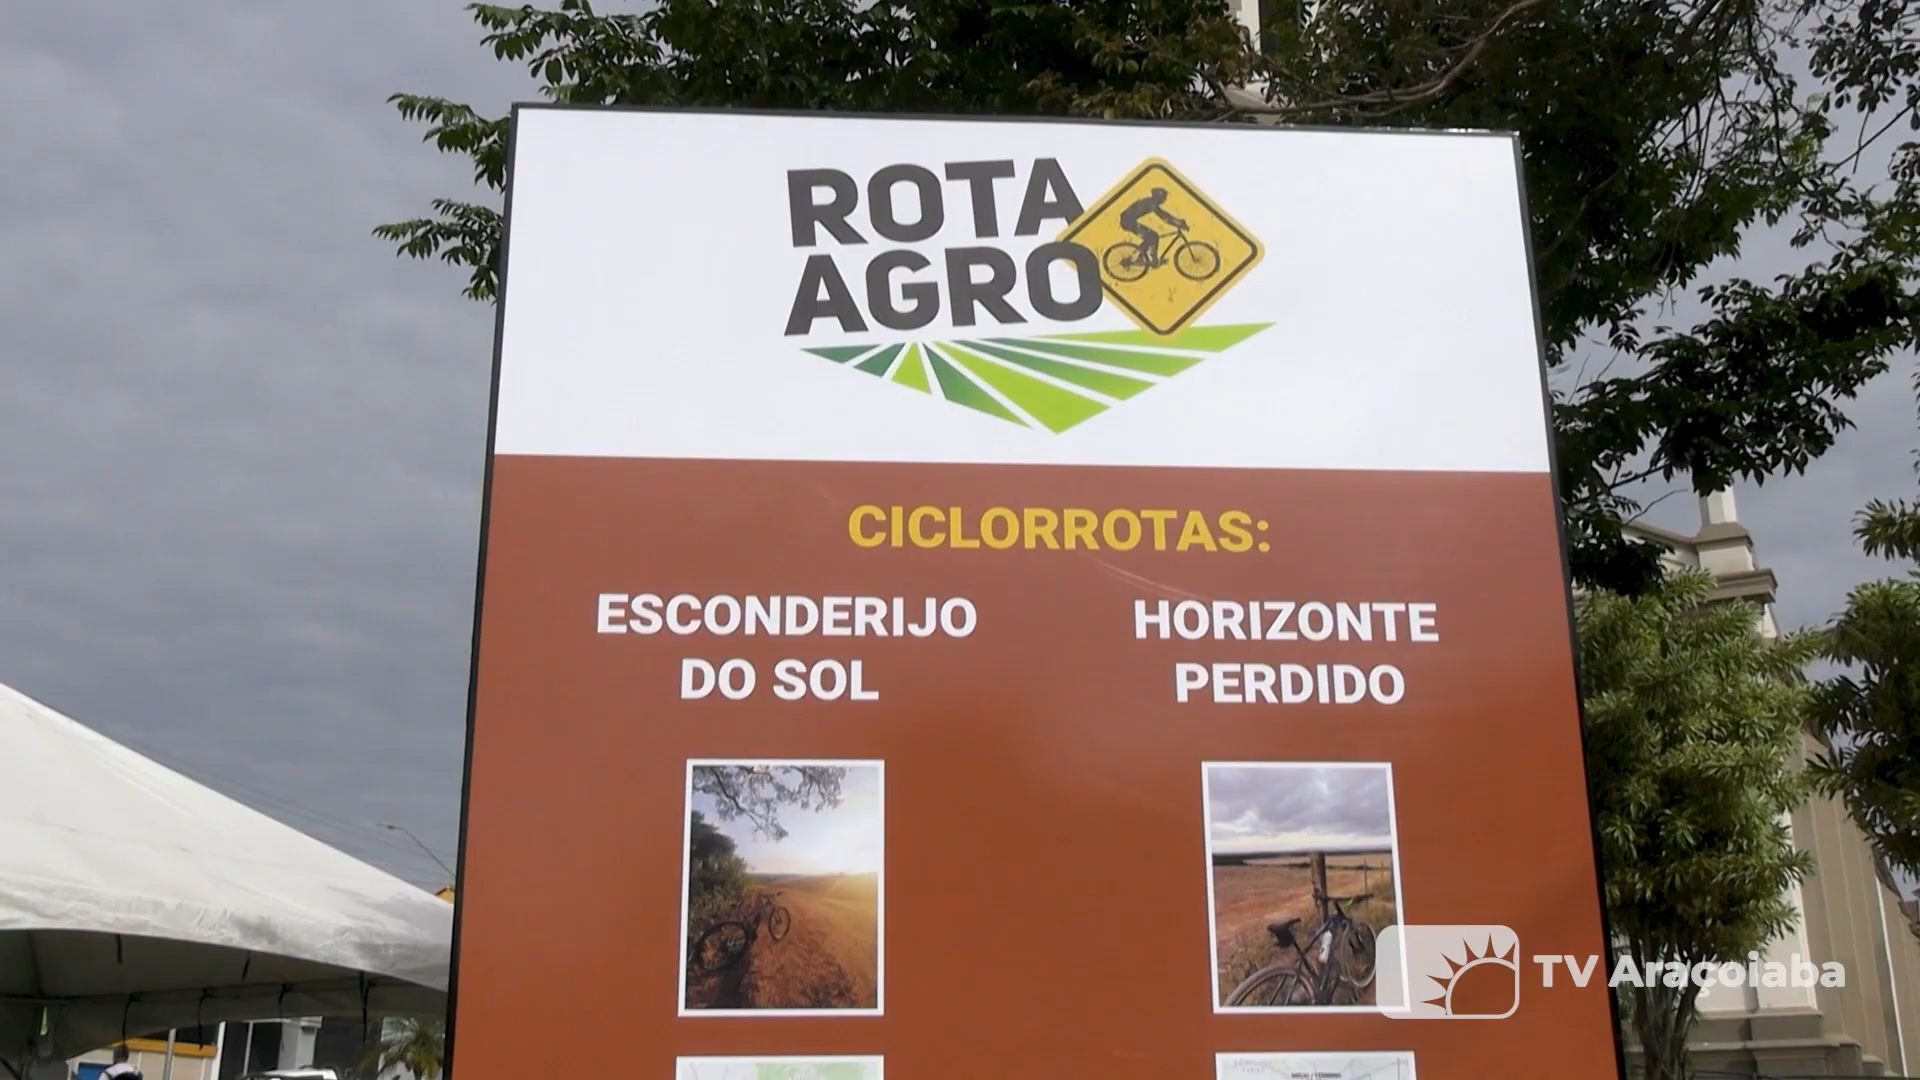 ROTA
AGRO
CICLORROTAS:
ESCONDERIJO
DO SOL
HORIZONTE
PERDIDO
TV Araçoiaba